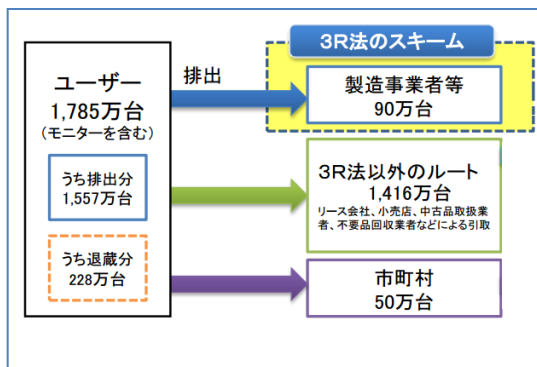 3R法のスキーム
ユーザー
1,785万台
(モニターを含む)
うち排出分
1,557万台
うち退蔵分
228万台
排出
製造事業者等
90万台
3R法以外のルート
1,416万台
リース会社、小売店、中古品取扱業
者、不要品回収業者などによる引取
市町村
50万台